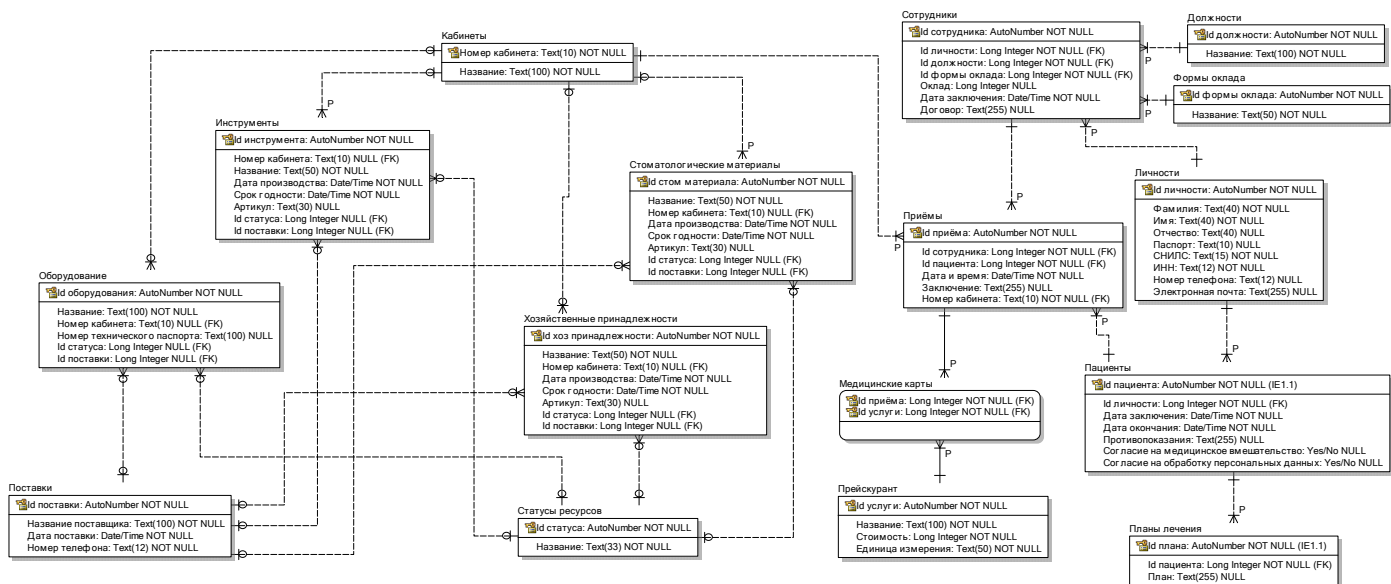 Кабинеты
Номер кабинета: Text(10) NOT NULL
Название: Text(100) NOT NULL
Сотрудники
Id сотрудника: AutoNumber NOT NULL
Id личности: Long Integer NOT NULL (FK)
Id должности: Long Integer NOT NULL (FK)
Id формы оклада: Long Integer NOT NULL (FK)
Оклад: Long Integer NULL
Дата заключения: Date/Time NOT NULL
Договор: Text(255) NULL
Должности
Id должности: AutoNumber NOT NULL
Название: Text(100) NOT NULL
Формы оклада
Id формы оклада: AutoNumber NOT NULL
Название: Text(50) NOT NULL
Инструменты
Id инструмента: AutoNumber NOT NULL
Номер кабинета: Text(10) NULL (FK)
Название: Text(50) NOT NULL
Дата производства: Date/Time NOT NULL
Срок годности: Date/Time NOT NULL
Артикул: Text(30) NULL
Id статуса: Long Integer NULL (FK)
Id поставки: Long Integer NULL (FK)
Стоматологические материалы
Id стом материала: AutoNumber NOT NULL
Название: Text(50) NOT NULL
Номер кабинета: Text(10) NULL (FK)
Дата производства: Date/Time NOT NULL
Срок годности: Date/Time NOT NULL
Артикул: Text(30) NULL
Id статуса: Long Integer NULL (FK)
Id поставки: Long Integer NULL (FK)
Личности
Id личности: AutoNumber NOT NULL
Фамилия: Text(40) NOT NULL
Имя: Text(40) NOT NULL
Отчество: Text(40) NULL
Паспорт: Text(10) NULL
СНИЛС: Text(15) NULL
ИНН: Text(12) NULL
Номер телефона: Text(12) NULL
Электронная почта: Text(255) NULL
Приёмы
Id приёма: AutoNumber NOT NULL
Id сотрудника: Long Integer NOT NULL (FK)
Id пациента: Long Integer NOT NULL (FK)
Дата и время: Date/Time NOT NULL
Заключение: Text(255) NULL
Номер кабинета: Text(10) NOT NULL (FK)
Оборудование
Id оборудования: AutoNumber NOT NULL
Название: Text(100) NOT NULL
Номер кабинета: Text(10) NULL (FK)
Номер технического паспорта: Text(100) NULL
Id статуса: Long Integer NULL (FK)
Id поставки: Long Integer NULL (FK)
Хозяйственные принадлежности
Id хоз принадлежности: AutoNumber NOT NULL
Название: Text(50) NOT NULL
Номер кабинета: Text(10) NULL (FK)
Дата производства: Date/Time NOT NULL
Срок годности: Date/Time NOT NULL
Артикул: Text(30) NULL
Id статуса: Long Integer NULL (FK)
Id поставки: Long Integer NULL (FK)
Медицинские карты
Id приёма: Long Integer NOT NULL (FK)
Id услуги: Long Integer NOT NULL (FK)
Пациенты
Id пациента: AutoNumber NOT NULL (IE1.1)
Id личности: Long Integer NOT NULL (FK)
Дата заключения: Date/Time NOT NULL
Дата окончания: Date/Time NOT NULL
Противопоказания: Text(255) NULL
Согласие на медицинское вмешательство: Yes/No NULL
Согласие на обработку персональных данных: Yes/No NULL
Поставки
Id поставки: AutoNumber NOT NULL
Название поставщика: Text(100) NOT NULL
Дата поставки: Date/Time NOT NULL
Номер телефона: Text(12) NOT NULL
Статусы ресурсов
Id статуса: AutoNumber NOT NULL
Название: Text(33) NOT NULL
Прейскурант
Id услуги: AutoNumber NOT NULL
Название: Text(100) NOT NULL
Стоимость: Long Integer NOT NULL
Единица измерения: Text(50) NOT NULL
Планы лечения
Id плана: AutoNumber NOT NULL (IE1.1)
Id пациента: Long Integer NOT NULL (FK)
План: Text(255) NULL
P
P
P
P
P
P
P
P
P
P
P
P